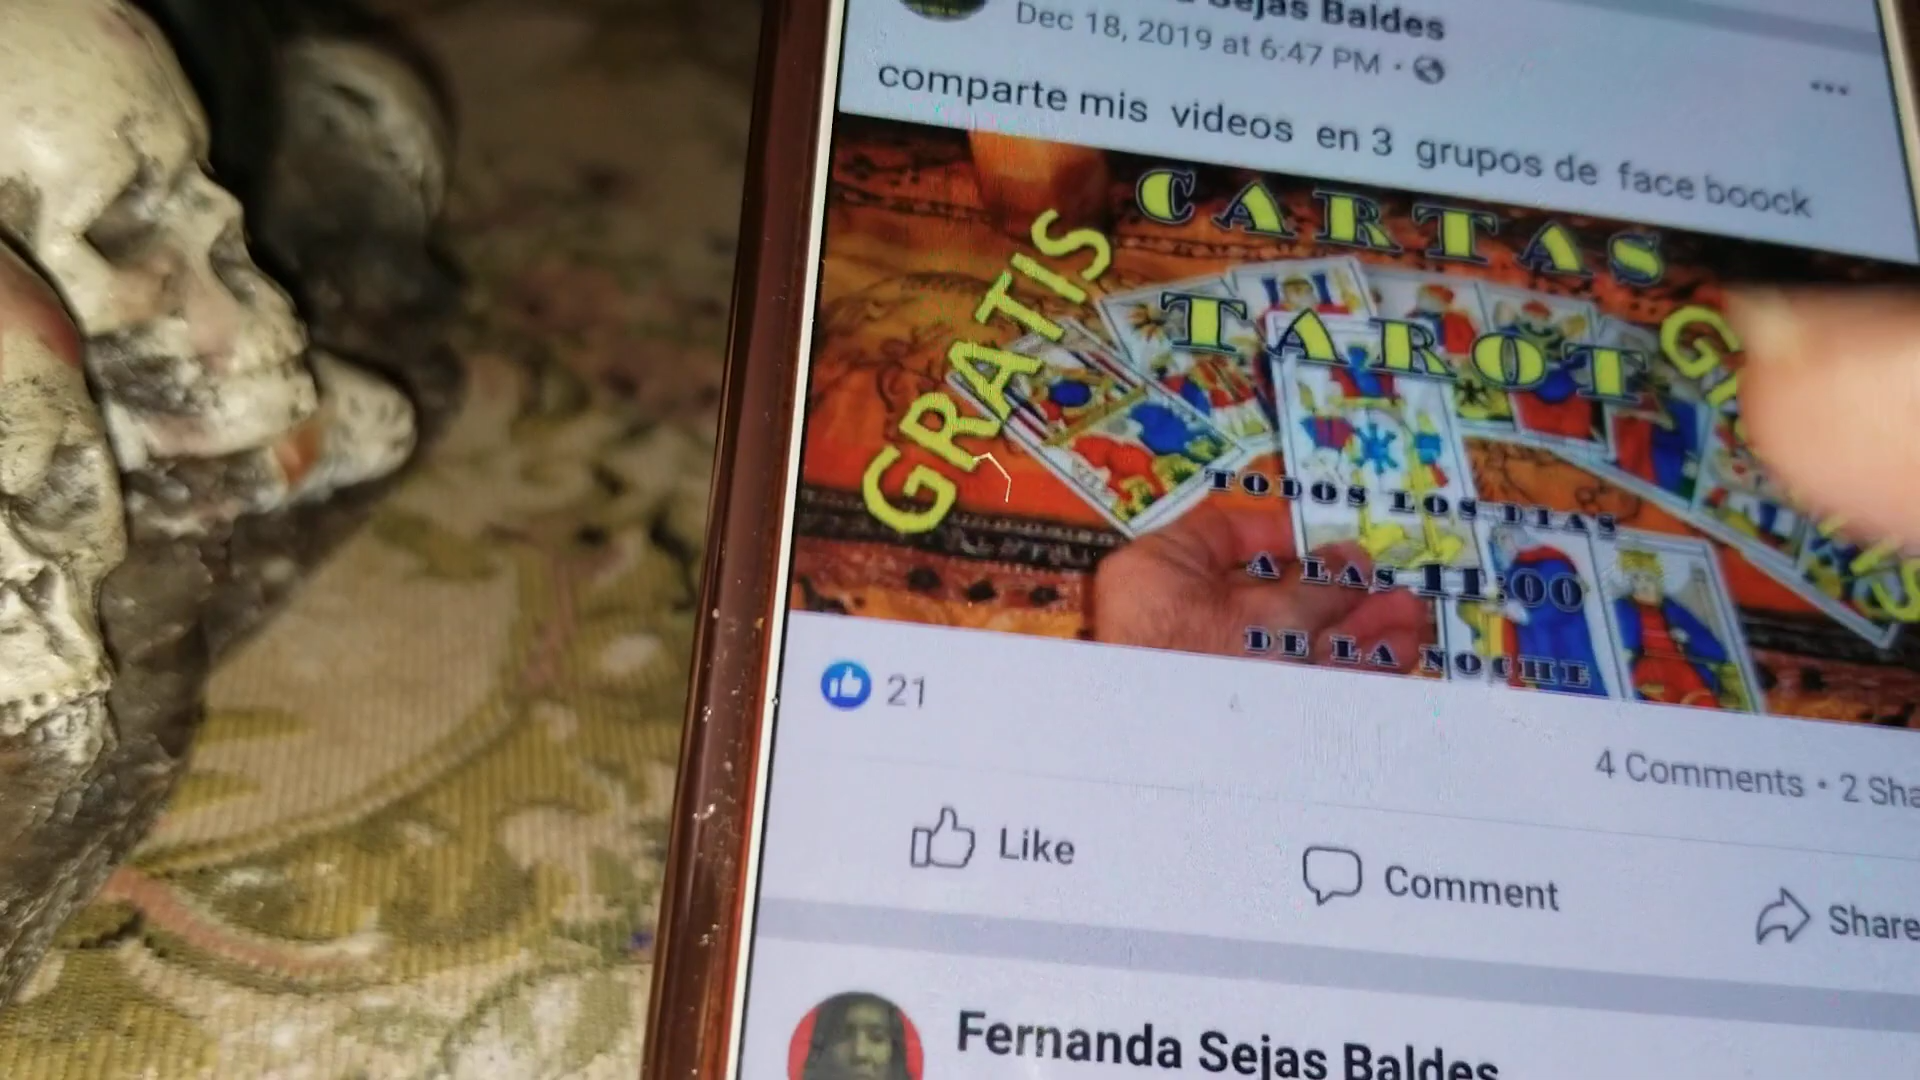 Sejas Baldes
Dec 18, 2019 at 6:47 PM
comparte mis videos en 3 grupos de face boock
CARTAS
TAROT
GRATIS
TODOS LOS DIAS
A LAS 11:00
DE LA NOCHE
21
4 Comments • 2 Sha
Like
Comment
Share
Fernanda Sejas Baldes